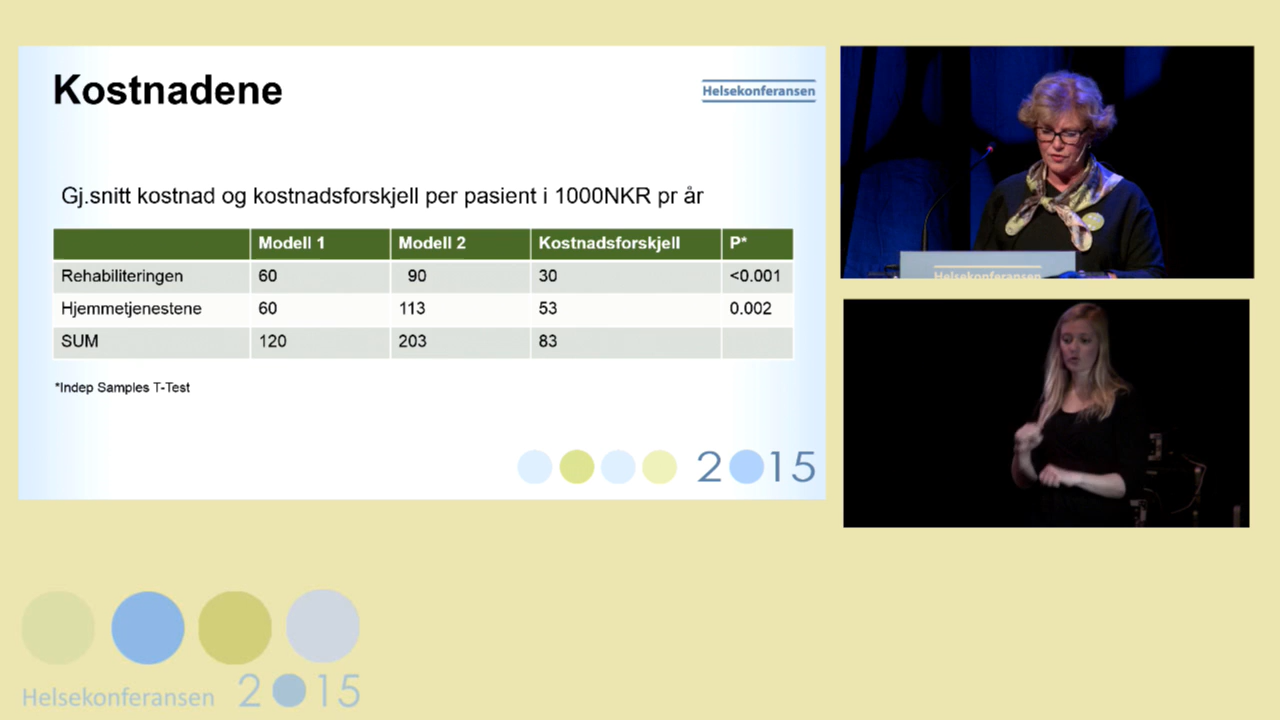 Kostnadene
Helsekonferansen
Gj.snitt kostnad og kostnadsforskjell per pasient i 1000NKR pr år
Modell 1 Modell 2 Kostnadsforskjell P*
Rehabiliteringen 60 90 30 <0.001
Hjemmetjenestene 60 113 53 0.002
SUM 120 203 83
*Indep Samples T-Test
2015
Helsekonferansen
Helsekonferansen 2015